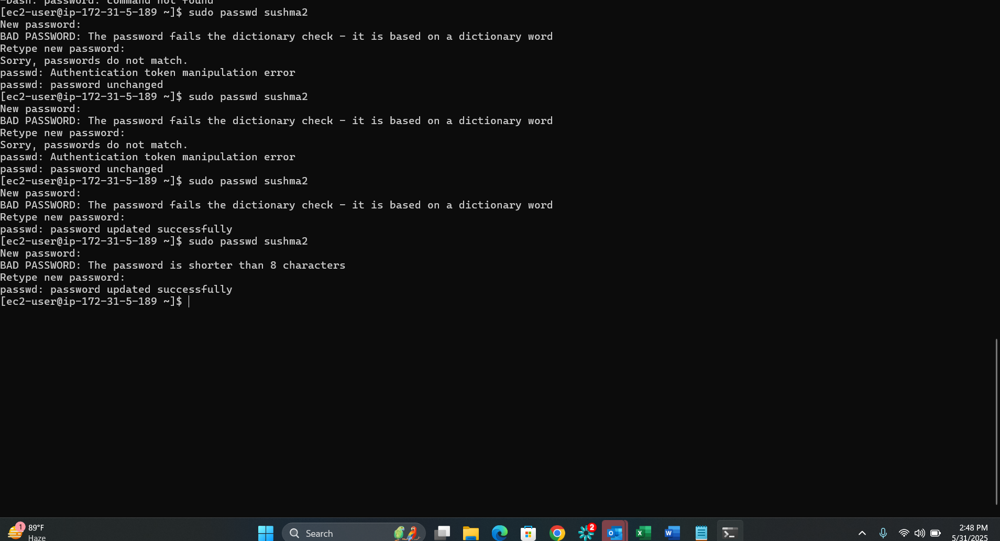 -bash: password: command not found
[ec2-user@ip-172-31-5-189 ~]$ sudo passwd sushma2
New password:
BAD PASSWORD: The password fails the dictionary check - it is based on a dictionary word
Retype new password:
Sorry, passwords do not match.
passwd: Authentication token manipulation error
passwd: password unchanged
[ec2-user@ip-172-31-5-189 ~]$ sudo passwd sushma2
New password:
BAD PASSWORD: The password fails the dictionary check - it is based on a dictionary word
Retype new password:
Sorry, passwords do not match.
passwd: Authentication token manipulation error
passwd: password unchanged
[ec2-user@ip-172-31-5-189 ~]$ sudo passwd sushma2
New password:
BAD PASSWORD: The password fails the dictionary check - it is based on a dictionary word
Retype new password:
passwd: password updated successfully
[ec2-user@ip-172-31-5-189 ~]$ sudo passwd sushma2
New password:
BAD PASSWORD: The password is shorter than 8 characters
Retype new password:
passwd: password updated successfully
[ec2-user@ip-172-31-5-189 ~]$
1
89°F
Haze
Search
2
2:48 PM
5/31/2025